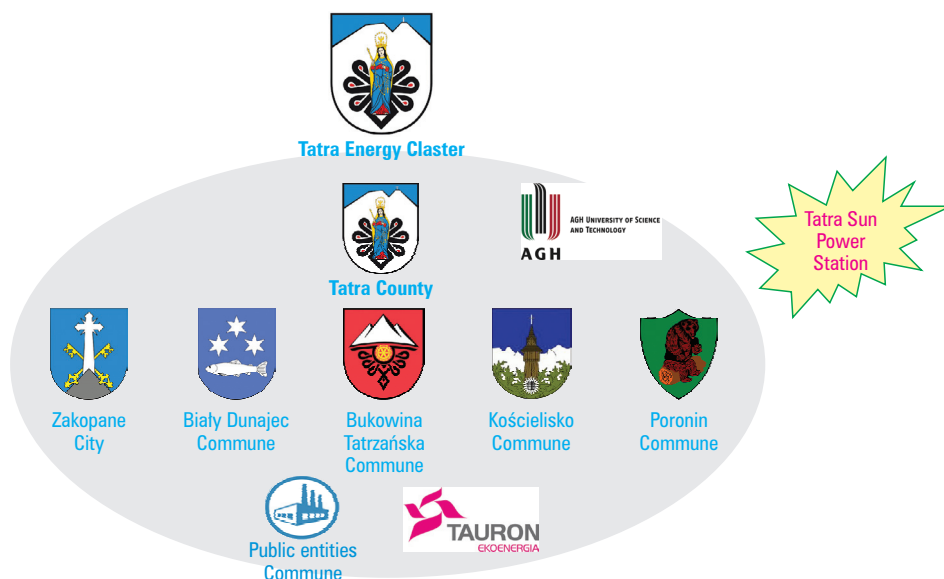 Tatra Energy Claster
AGH UNIVERSITY OF SCIENCE
AND TECHNOLOGY
AGH
Tatra County
Tatra Sun
Power
Station
Zakopane
City
Biały Dunajec
Commune
Bukowina
Tatrzańska
Commune
Kościelisko
Commune
Poronin
Commune
Public entities
Commune
TAURON
EKOENERGIA